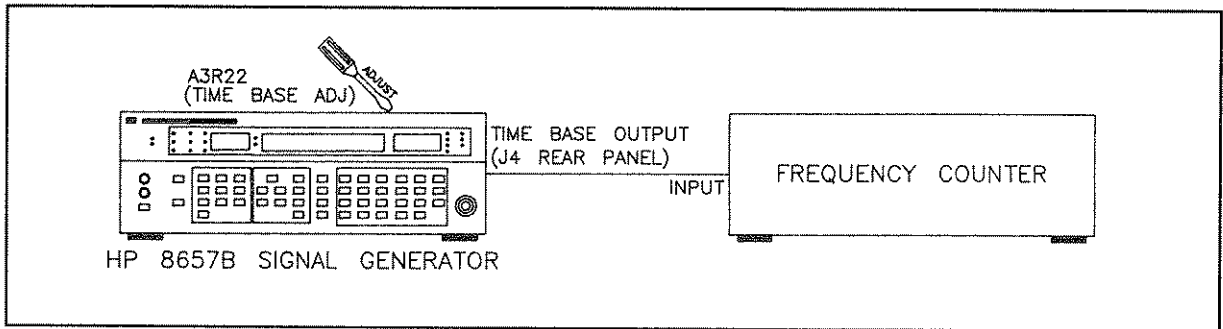 A3R22
(TIME BASE ADJ)
ADJUST
TIME BASE OUTPUT
(J4 REAR PANEL)
INPUT
FREQUENCY COUNTER
HP 8657B SIGNAL GENERATOR